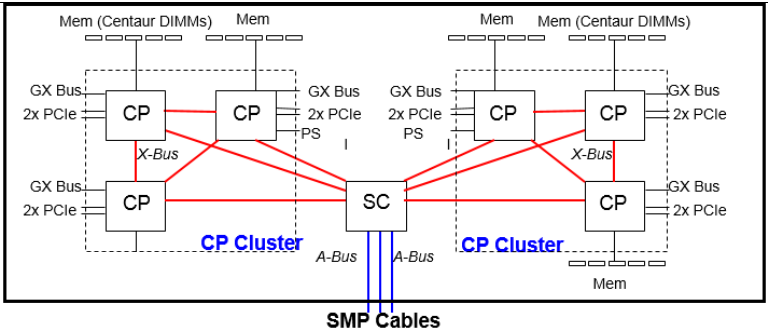 Mem (Centaur DIMMs)
Mem
Mem
Mem (Centaur DIMMs)
GX Bus
2x PCIe
CP
CP
GX Bus
2x PCIe
PS
GX Bus
2x PCIe
PS
CP
CP
GX Bus
2x PCIe
X-Bus
X-Bus
GX Bus
2x PCIe
CP
SC
CP
GX Bus
2x PCIe
CP Cluster
CP Cluster
A-Bus
A-Bus
Mem
SMP Cables